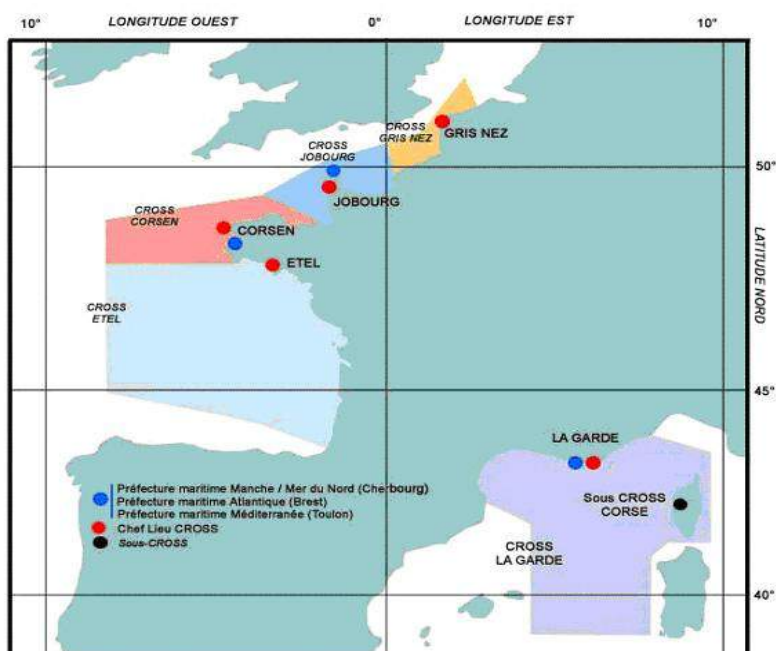 10° LONGITUDE OUEST 0° LONGITUDE EST 10°
CROSS
GRIS NEZ
GRIS NEZ
CROSS
JOBOURG
50°
JOBOURG
CROSS
CORSEN
CORSEN
LATITUDE NORD
ETEL
CROSS
ETEL
45°
LA GARDE
Préfecture maritime Manche / Mer du Nord (Cherbourg)
Préfecture maritime Atlantique (Brest)
Préfecture maritime Méditerranée (Toulon)
Chef Lieu CROSS
Sous-CROSS
Sous CROSS
CORSE
CROSS
LA GARDE
40°